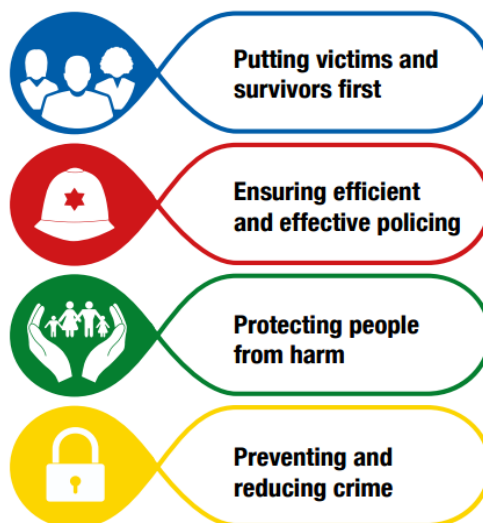 Putting victims and
survivors first
Ensuring efficient
and effective policing
Protecting people
from harm
Preventing and
reducing crime